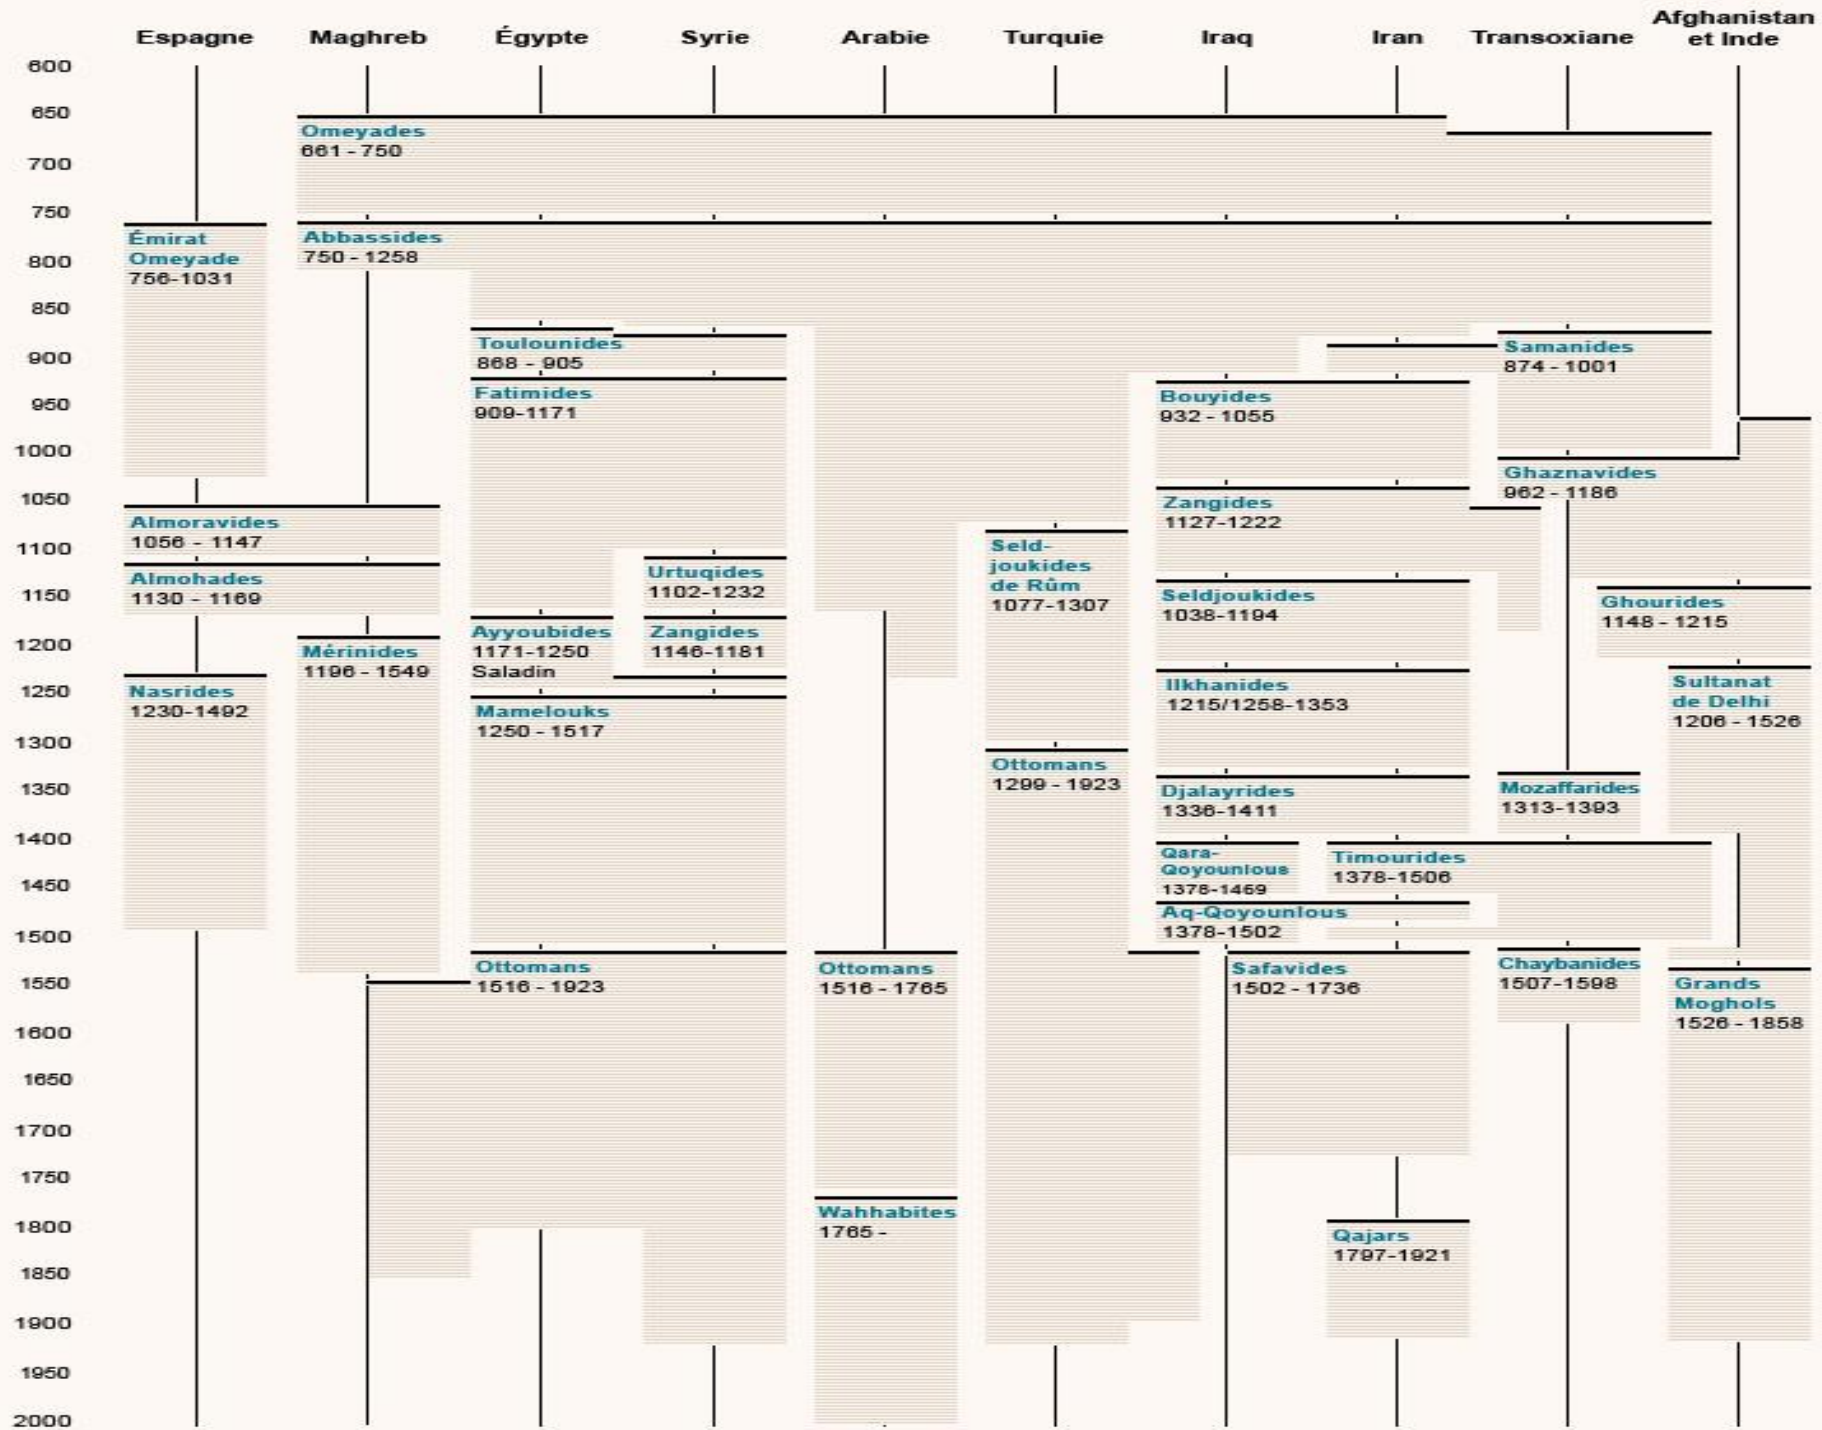 Espagne
Maghreb
Égypte
Syrie
Arabie
Turquie
Iraq
Iran
Transoxiane
Afghanistan
et Inde
600
650
700
750
800
850
900
950
1000
1050
1100
1150
1200
1250
1300
1350
1400
1450
1500
1550
1600
1650
1700
1750
1800
1850
1900
1950
2000
Omeyades
661 - 750
Émirat
Omeyade
756-1031
Abbassides
750 - 1258
Toulounides
868 - 905
Samanides
874 - 1001
Fatimides
909-1171
Bouyides
932 - 1055
Ghaznavides
962 - 1186
Zangides
1127-1222
Almoravides
1056 - 1147
Seld-
joukides
de Rûm
1077-1307
Urtuqides
1102-1232
Almohades
1130 - 1169
Seldjoukides
1038-1194
Ghourides
1148 - 1215
Ayyoubides
1171-1250
Saladin
Zangides
1146-1181
Mérinides
1196 - 1549
Nasrides
1230-1492
Ilkhanides
1215/1258-1353
Sultanat
de Delhi
1206 - 1526
Mamelouks
1250 - 1517
Ottomans
1299 - 1923
Djalayrides
1336-1411
Mozaffarides
1313-1393
Qara-
Qoyounlous
1378-1469
Timourides
1378-1506
Aq-Qoyounlous
1378-1502
Ottomans
1516 - 1923
Ottomans
1516 - 1765
Safavides
1502 - 1736
Chaybanides
1507-1598
Grands
Moghols
1526 - 1858
Wahhabites
1765 -
Qajars
1797-1921